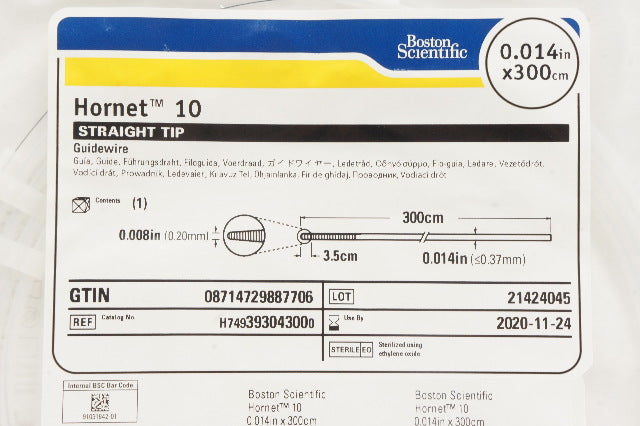 Boston
Scientific
0.014in
x300cm
Hornet™ 10
STRAIGHT TIP
Guidewire
Guía, Guide, Führungsdraht, Filoguida, Voerdraad, ガイドワイヤー, Ledetråd, Οδηγό σύρμα, Fio-guia, Ledare, Vezetődrót,
Vodicí drát, Prowadnik, Ledevaier, Kılavuz Tel, Ohjainlanka, Fir de ghidaj, Проводник, Vodiaci drôt
Contents (1)
300cm
0.008in (0.20mm)
3.5cm
0.014in (≤0.37mm)
GTIN 08714729887706
LOT 21424045
REF Catalog No. H74939304300 0
Use By 2020-11-24
STERILE EO Sterilized using
ethylene oxide
Internal BSC Bar Code
91051842-01
Boston Scientific
Hornet™ 10
0.014in x 300cm
Boston Scientific
Hornet™ 10
0.014in x 300cm